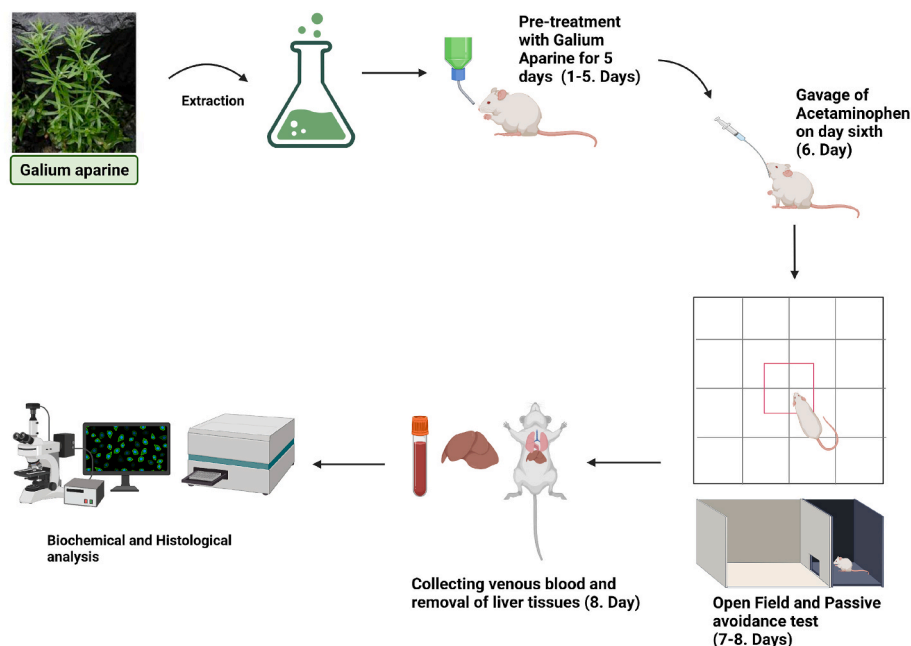 Galium aparine
Extraction
Pre-treatment
with Galium
Aparine for 5
days (1-5. Days)
Gavage of
Acetaminophen
on day sixth
(6. Day)
Open Field and Passive
avoidance test
(7-8. Days)
Collecting venous blood and
removal of liver tissues (8. Day)
Biochemical and Histological
analysis